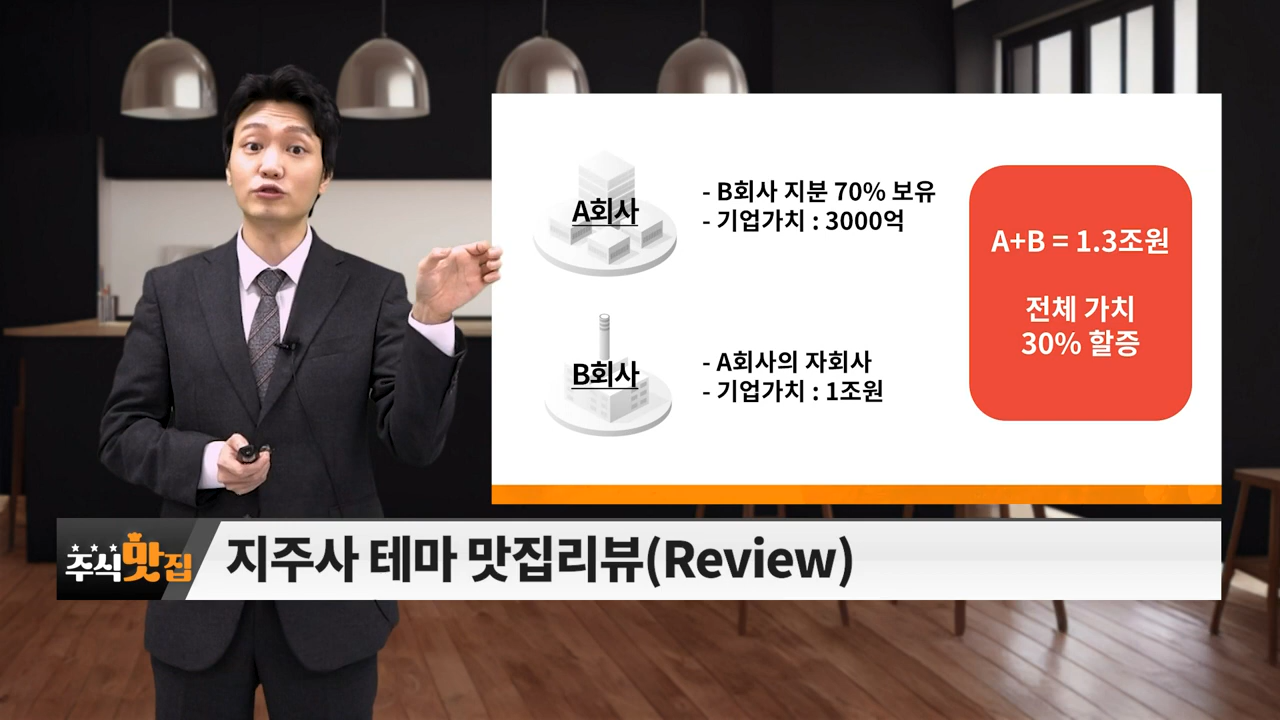 A회사
- B회사 지분 70% 보유
- 기업가치 : 3000억
B회사
- A회사의 자회사
- 기업가치 : 1조원
A+B = 1.3조원
전체 가치
30% 할증
주식맛집
지주사 테마 맛집리뷰(Review)